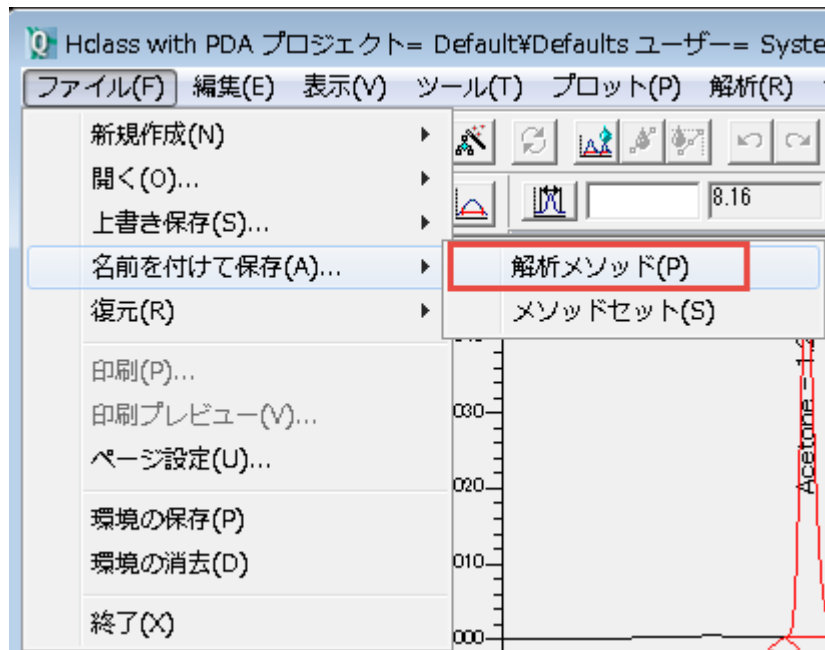 Hclass with PDA プロジェクト= Default¥Defaults ユーザー= Syste
ファイル(F) 編集(E) 表示(V) ツール(T) プロット(P) 解析(R)
新規作成(N)
開く(O)...
8.16
上書き保存(S)...
名前を付けて保存(A)...
解析メソッド(P)
復元(R)
メソッドセット(S)
印刷(P)...
印刷プレビュー(V)...
030
ページ設定(U)...
020
Acetone -
環境の保存(P)
環境の消去(D)
010
終了(X)
000